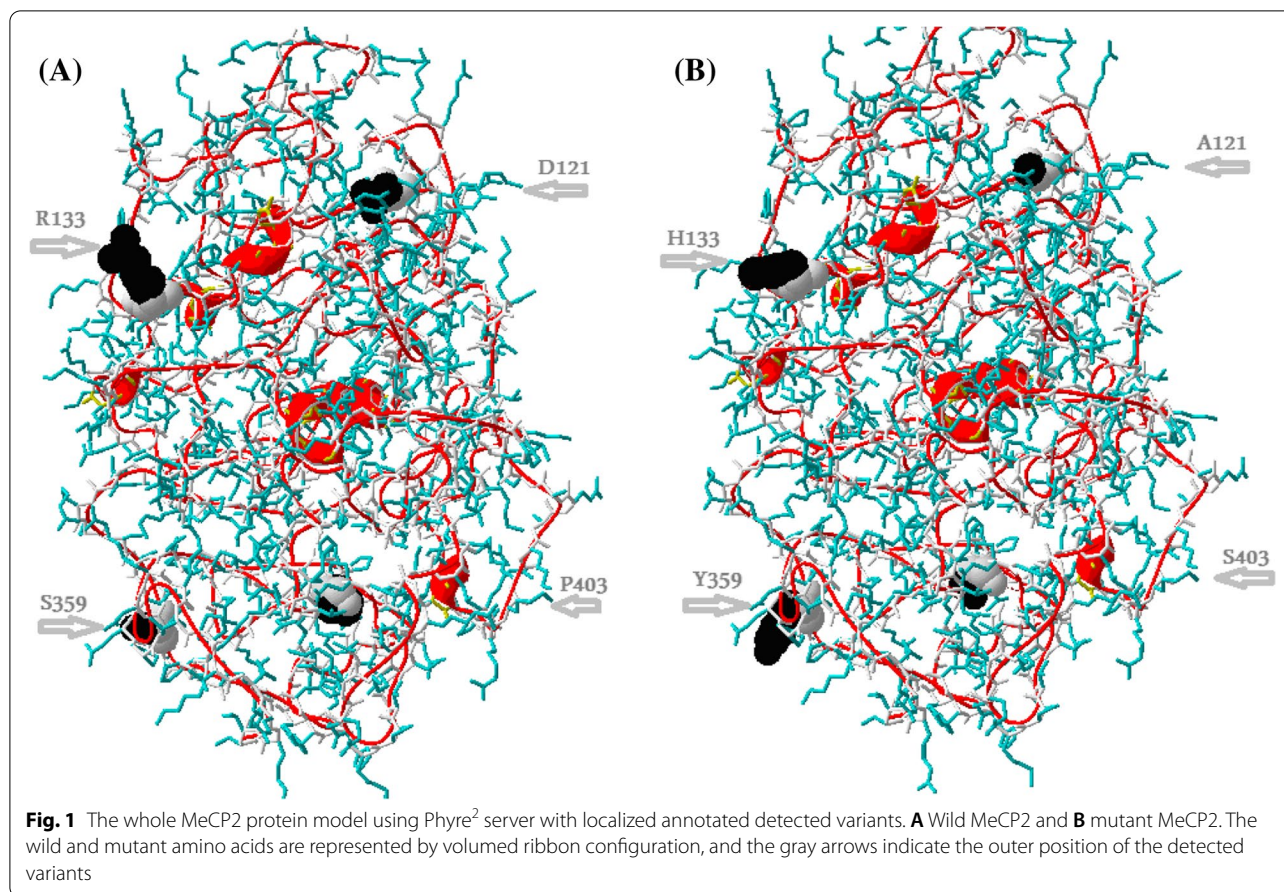 (A)
(B)
D121
A121
R133
H133
S359
P403
Y359
S403
Fig. 1 The whole MeCP2 protein model using Phyre² server with localized annotated detected variants. A Wild MeCP2 and B mutant MeCP2. The
wild and mutant amino acids are represented by volumed ribbon configuration, and the gray arrows indicate the outer position of the detected
variants